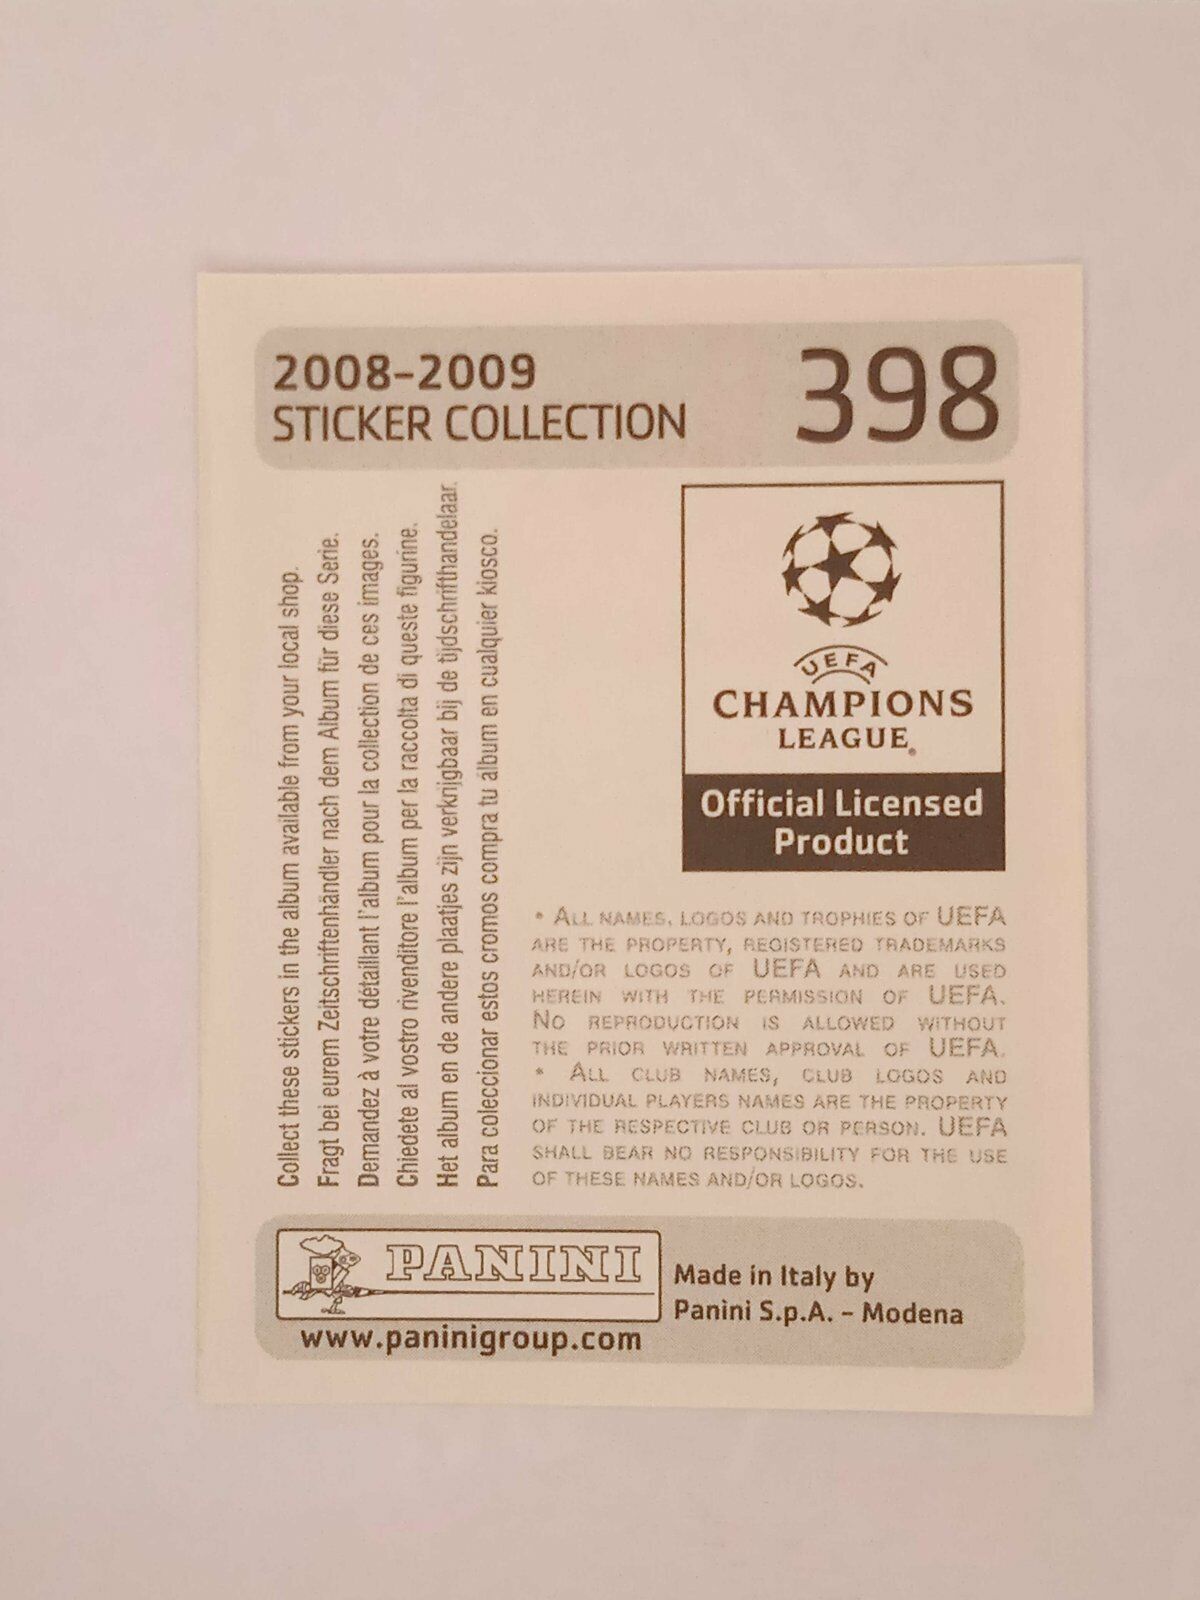 2008-2009
STICKER COLLECTION
398
Collect these stickers in the album available from your local shop.
Fragt bei eurem Zeitschriftenhändler nach dem Album für diese Serie.
Demandez à votre détaillant l'album pour la collection de ces images.
Chiedete al vostro rivenditore l'album per la raccolta di queste figurine.
Het album en de andere plaatjes zijn verkrijgbaar bij de tijdschrifthandelaar.
Para coleccionar estos cromos compra tu álbum en cualquier kiosco.
UEFA
CHAMPIONS
LEAGUE®
Official Licensed
Product
• ALL NAMES, LOGOS AND TROPHIES OF UEFA
ARE THE PROPERTY, REGISTERED TRADEMARKS
AND/OR LOGOS OF UEFA AND ARE USED
HEREIN WITH THE PERMISSION OF UEFA.
NO REPRODUCTION IS ALLOWED WITHOUT
THE PRIOR WRITTEN APPROVAL OF UEFA.
• ALL CLUB NAMES, CLUB LOGOS AND
INDIVIDUAL PLAYERS NAMES ARE THE PROPERTY
OF THE RESPECTIVE CLUB OR PERSON. UEFA
SHALL BEAR NO RESPONSIBILITY FOR THE USE
OF THESE NAMES AND/OR LOGOS.
PANINI
www.paninigroup.com
Made in Italy by
Panini S.p.A. - Modena